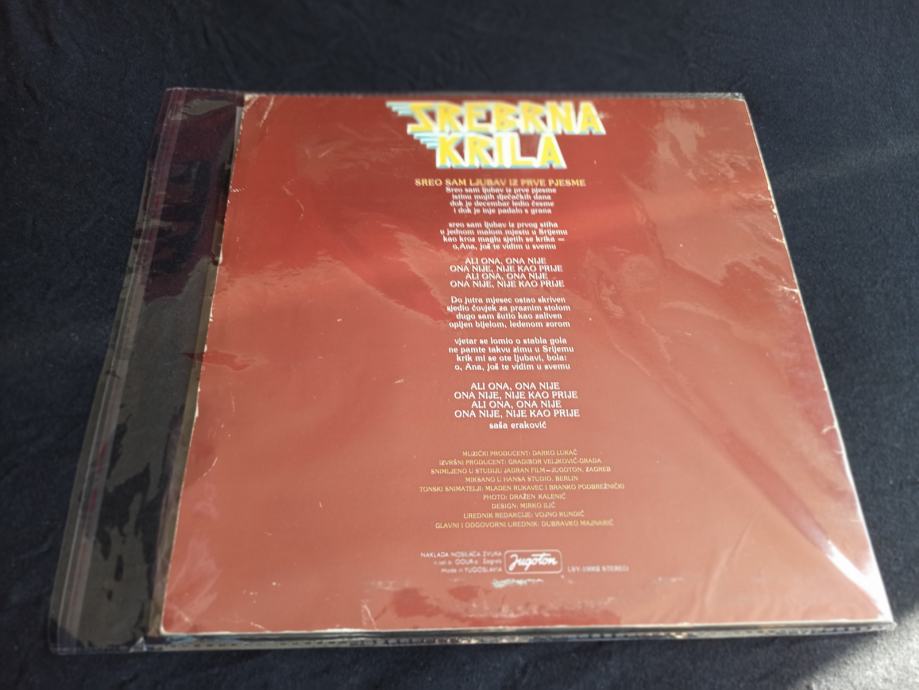 SREBRNA
KRILA
SREO SAM LJUBAV IZ PRVE PJESME
Sreo sam ljubav iz prve pjesme
istinu mojih dječačkih dana
dok je decembar ledio česme
i dok je inje padalo s grana
sreo sam ljubav iz prvog stiha
u jednom malom mjestu u Srijemu
kao kroz maglu sjetih se krika —
o, Ana, još te vidim u svemu
ALI ONA, ONA NIJE
ONA NIJE, NIJE KAO PRIJE
ALI ONA, ONA NIJE
ONA NIJE, NIJE KAO PRIJE
Do jutra mjesec ostao skriven
sjedio čovjek za praznim stolom
dugo sam šutio kao zaliven
opijen bijelom, ledenom zorom
vjetar se lomio o stabla gola
ne pamte takvu zimu u Srijemu
krik mi se ote ljubavi, bola:
o, Ana, još te vidim u svemu
ALI ONA, ONA NIJE
ONA NIJE, NIJE KAO PRIJE
ALI ONA, ONA NIJE
ONA NIJE, NIJE KAO PRIJE
saša eraković
MUZIČKI PRODUCENT: DARKO LUKAČ
IZVRŠNI PRODUCENT: GRADIBOR VELJKOVIĆ-GRADA
SNIMLJENO U STUDIJU JADRAN FILM—JUGOTON, ZAGREB
MIKSANO U HANSA STUDIO, BERLIN
TONSKI SNIMATELJI: MLADEN RUKAVEC I BRANKO PODBREŽNIČKI
PHOTO: DRAŽEN KALENIĆ
DESIGN: MIRKO ILIĆ
UREDNIK REDAKCIJE: VOJNO KUNDIĆ
GLAVNI I ODGOVORNI UREDNIK: DUBRAVKO MAJNARIĆ
NAKLADA NOSILACA ZVUKA
Zagreb
Made in YUGOSLAVIA
Jugoton
STEREO